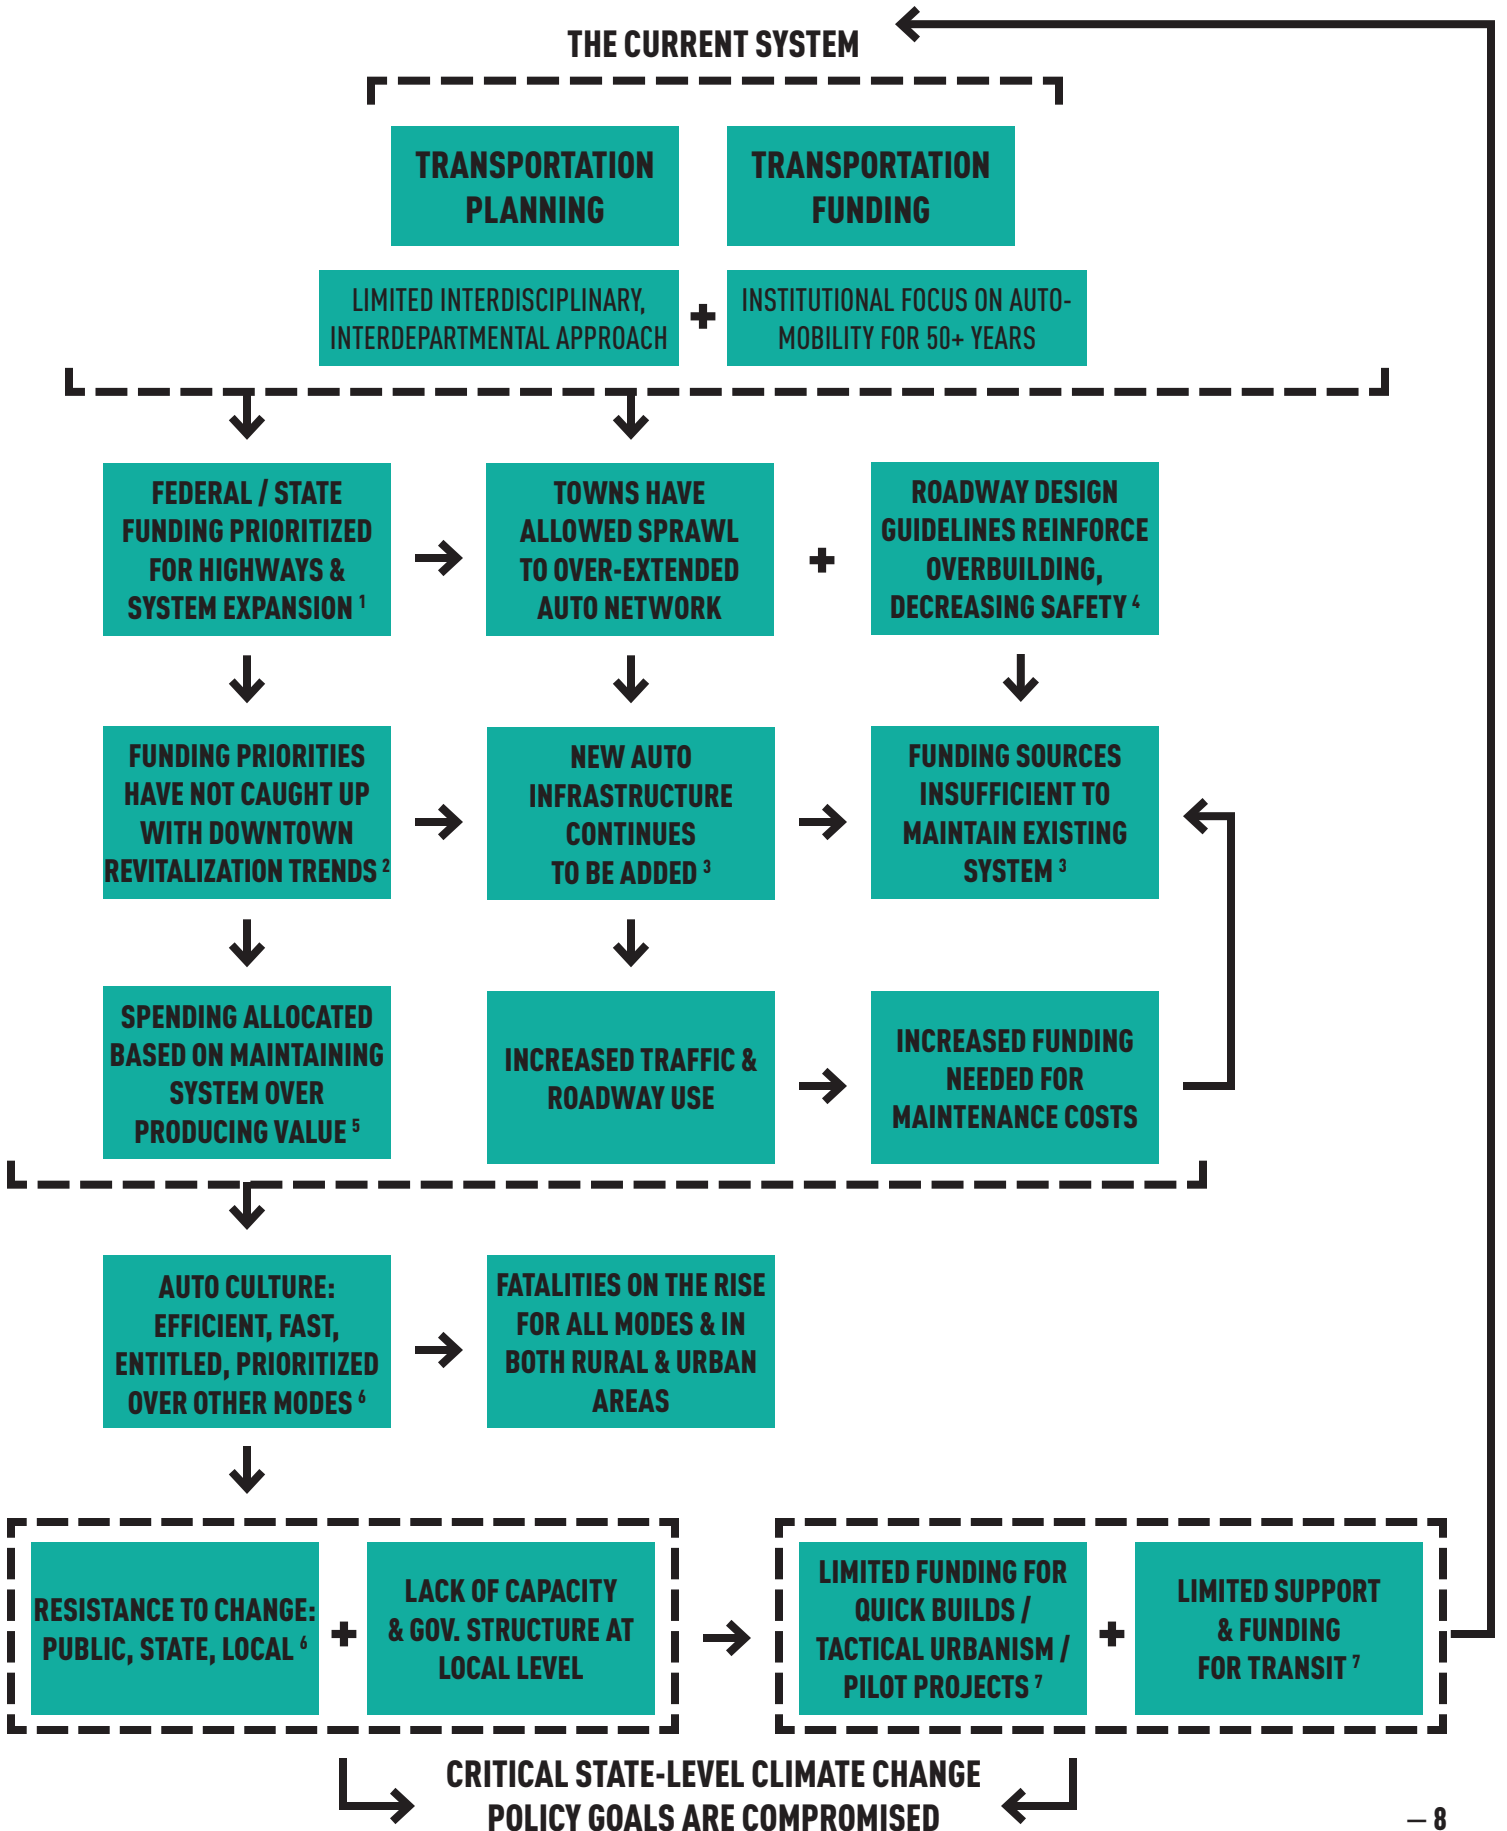 THE CURRENT SYSTEM
TRANSPORTATION
PLANNING
TRANSPORTATION
FUNDING
LIMITED INTERDISCIPLINARY,
INTERDEPARTMENTAL APPROACH
+
INSTITUTIONAL FOCUS ON AUTO-
MOBILITY FOR 50+ YEARS
FEDERAL / STATE
FUNDING PRIORITIZED
FOR HIGHWAYS &
SYSTEM EXPANSION 1
TOWNS HAVE
ALLOWED SPRAWL
TO OVER-EXTENDED
AUTO NETWORK
+
ROADWAY DESIGN
GUIDELINES REINFORCE
OVERBUILDING,
DECREASING SAFETY 4
FUNDING PRIORITIES
HAVE NOT CAUGHT UP
WITH DOWNTOWN
REVITALIZATION TRENDS 2
NEW AUTO
INFRASTRUCTURE
CONTINUES
TO BE ADDED 3
FUNDING SOURCES
INSUFFICIENT TO
MAINTAIN EXISTING
SYSTEM 3
SPENDING ALLOCATED
BASED ON MAINTAINING
SYSTEM OVER
PRODUCING VALUE 5
INCREASED TRAFFIC &
ROADWAY USE
INCREASED FUNDING
NEEDED FOR
MAINTENANCE COSTS
AUTO CULTURE:
EFFICIENT, FAST,
ENTITLED, PRIORITIZED
OVER OTHER MODES 6
FATALITIES ON THE RISE
FOR ALL MODES & IN
BOTH RURAL & URBAN
AREAS
RESISTANCE TO CHANGE:
PUBLIC, STATE, LOCAL 6
+
LACK OF CAPACITY
& GOV. STRUCTURE AT
LOCAL LEVEL
LIMITED FUNDING FOR
QUICK BUILDS /
TACTICAL URBANISM /
PILOT PROJECTS 7
+
LIMITED SUPPORT
& FUNDING
FOR TRANSIT 7
CRITICAL STATE-LEVEL CLIMATE CHANGE
POLICY GOALS ARE COMPROMISED
— 8